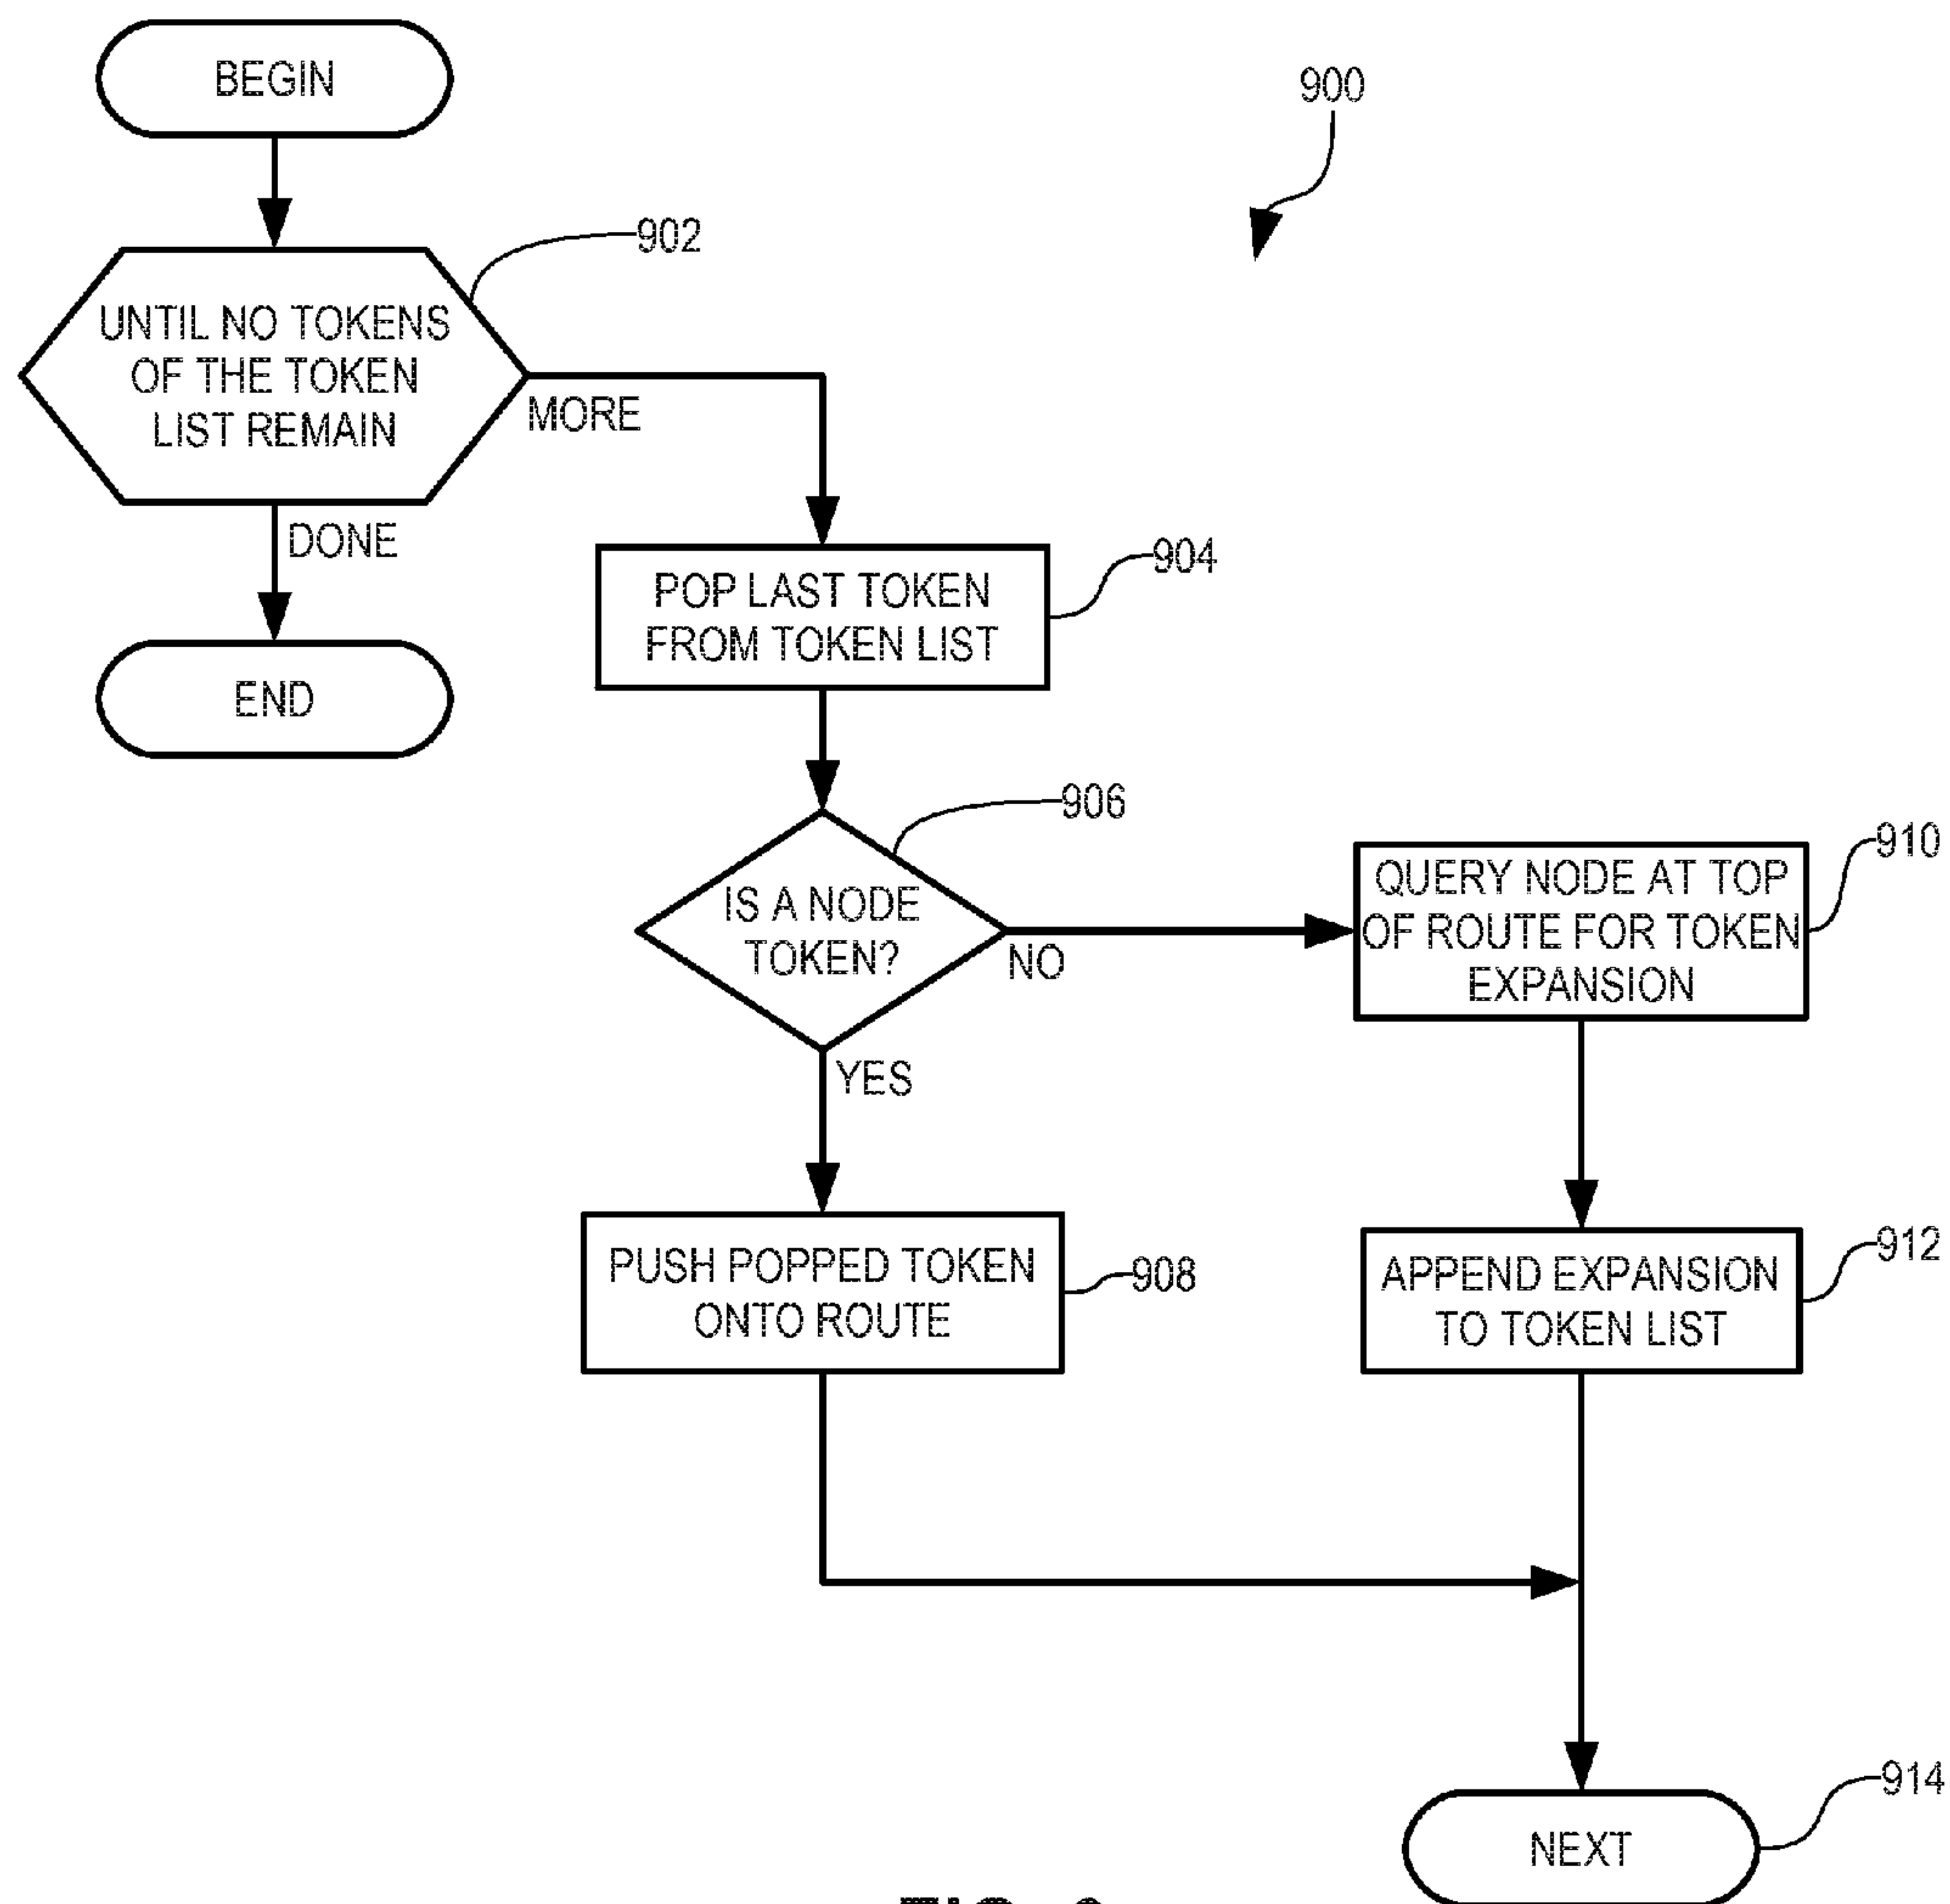 BEGIN
900
902
UNTIL NO TOKENS
OF THE TOKEN
LIST REMAIN
MORE
DONE
904
POP LAST TOKEN
FROM TOKEN LIST
END
906
IS A NODE
TOKEN?
NO
910
QUERY NODE AT TOP
OF ROUTE FOR TOKEN
EXPANSION
YES
908
PUSH POPPED TOKEN
ONTO ROUTE
912
APPEND EXPANSION
TO TOKEN LIST
914
NEXT